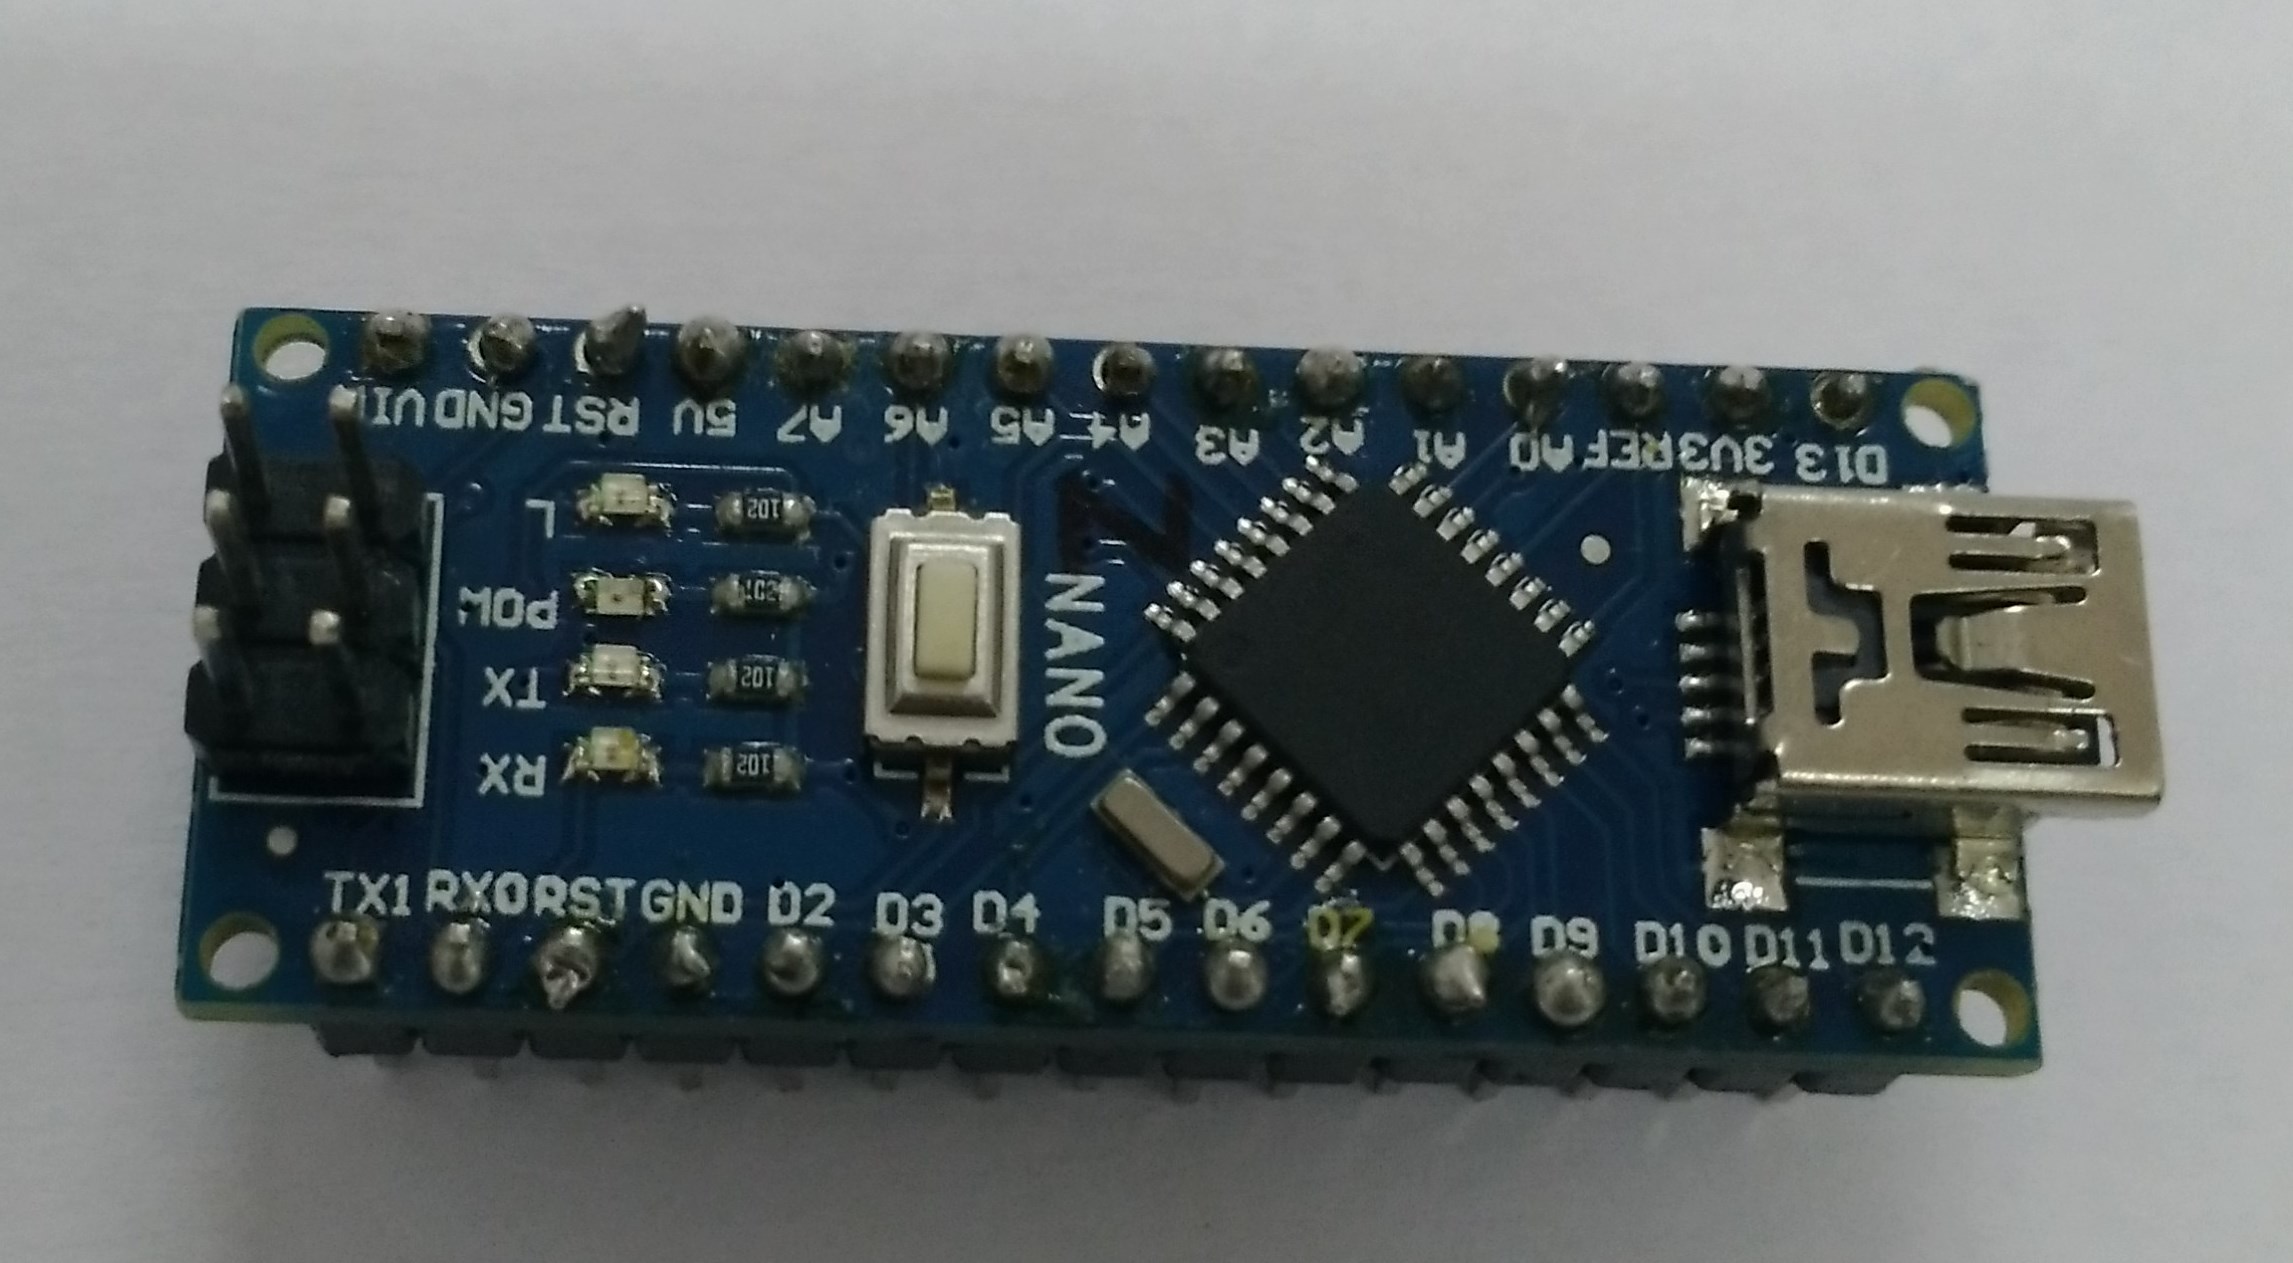 VIN GND RST 5V A7 A6 A5 A4 A3 A2 A1 A0 REF 3V3 D13
L
102
POW
TX
102
RX
102
NANO
TX1 RX0 RST GND D2 D3 D4 D5 D6 D7 D8 D9 D10 D11 D12